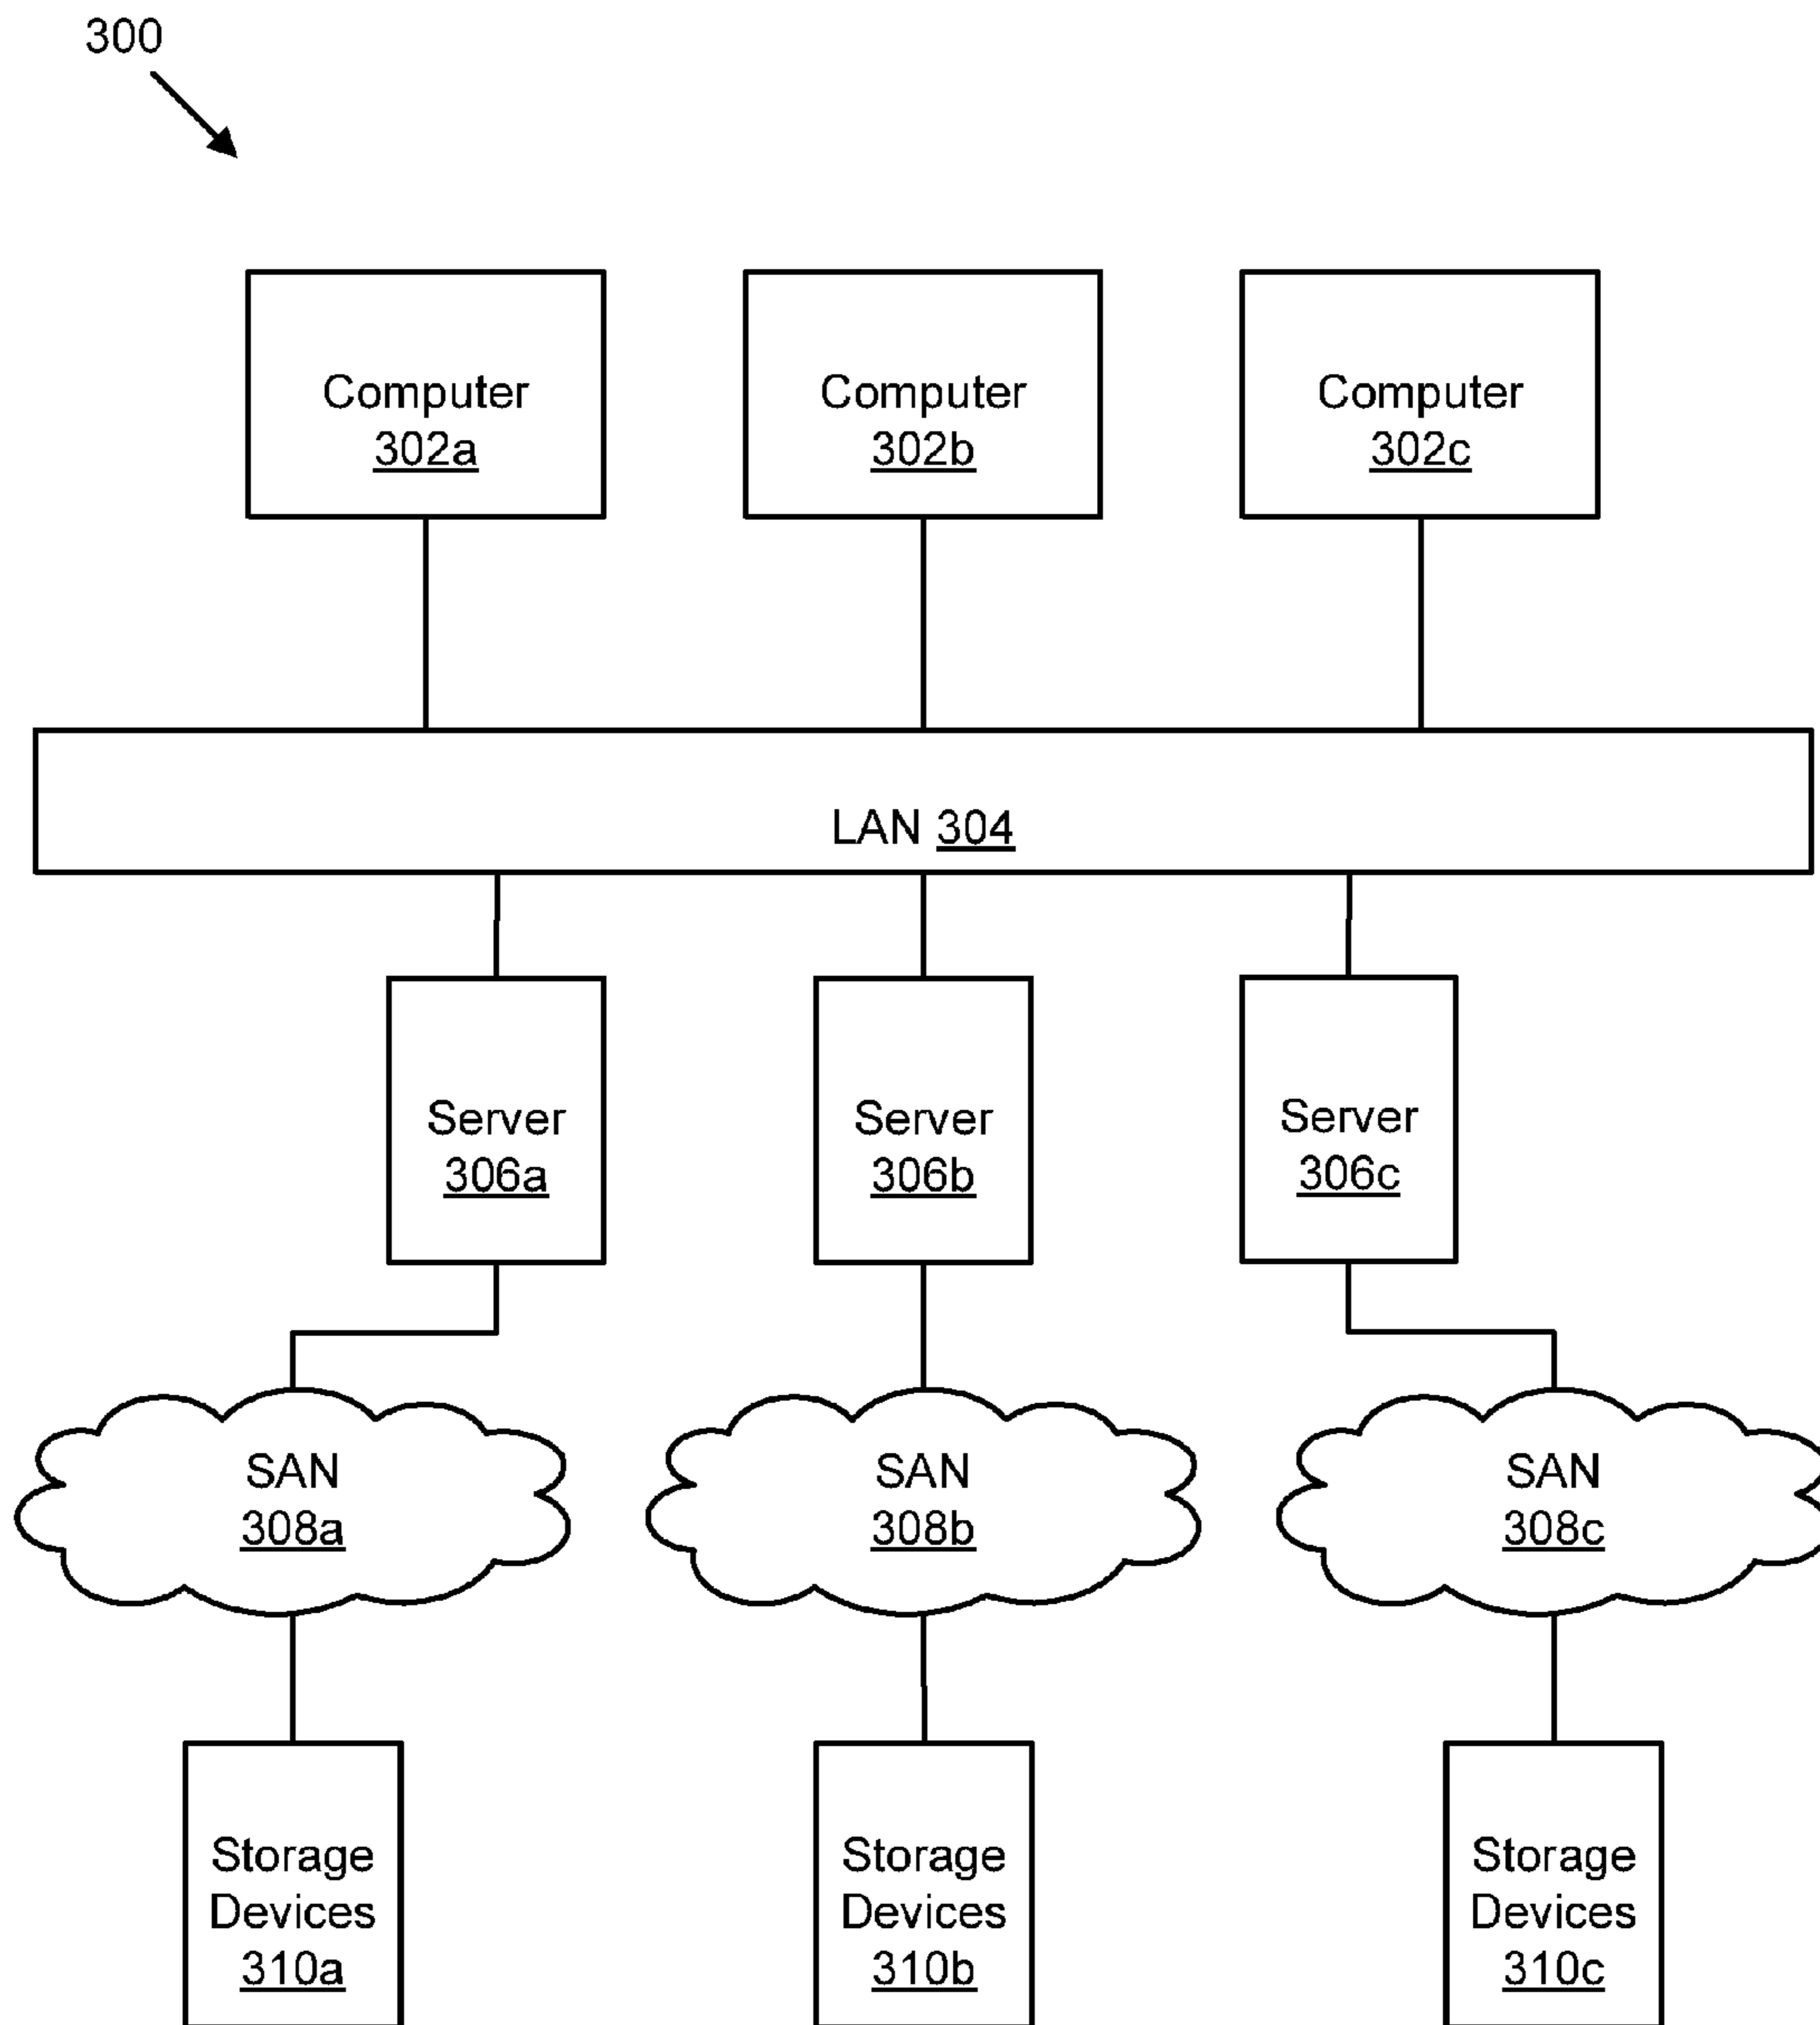 300
Computer
302a
Computer
302b
Computer
302c
LAN 304
Server
306a
Server
306b
Server
306c
SAN
308a
SAN
308b
SAN
308c
Storage
Devices
310a
Storage
Devices
310b
Storage
Devices
310c